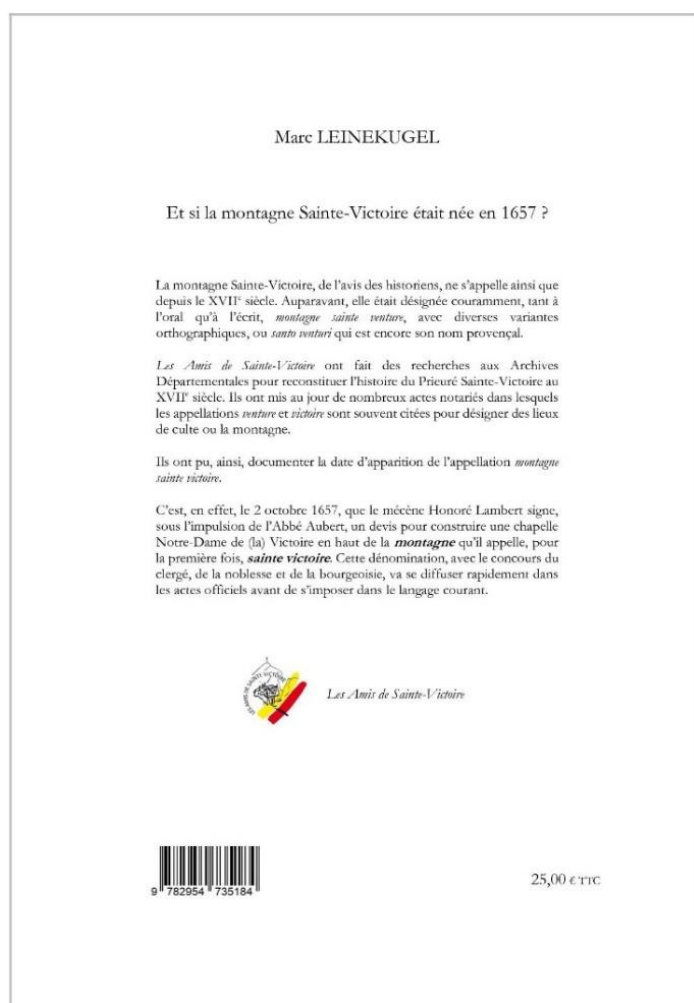 Marc LEINEKUGEL
Et si la montagne Sainte-Victoire était née en 1657 ?
La montagne Sainte-Victoire, de l'avis des historiens, ne s'appelle ainsi que
depuis le XVIIᵉ siècle. Auparavant, elle était désignée couramment, tant à
l'oral qu'à l'écrit, montagne sainte venture, avec diverses variantes
orthographiques, ou santo venturi qui est encore son nom provençal.
Les Amis de Sainte-Victoire ont fait des recherches aux Archives
Départementales pour reconstituer l'histoire du Prieuré Sainte-Victoire au
XVIIᵉ siècle. Ils ont mis au jour de nombreux actes notariés dans lesquels
les appellations venture et victoire sont souvent citées pour désigner des lieux
de culte ou la montagne.
Ils ont pu, ainsi, documenter la date d'apparition de l'appellation montagne
sainte victoire.
C'est, en effet, le 2 octobre 1657, que le mécène Honoré Lambert signe,
sous l'impulsion de l'Abbé Aubert, un devis pour construire une chapelle
Notre-Dame de (la) Victoire en haut de la montagne qu'il appelle, pour
la première fois, sainte victoire. Cette dénomination, avec le concours du
clergé, de la noblesse et de la bourgeoisie, va se diffuser rapidement dans
les actes officiels avant de s'imposer dans le langage courant.
LES AMIS DE SAINTE VICTOIRE
Les Amis de Sainte-Victoire
9 782954 735184
25,00 € TTC